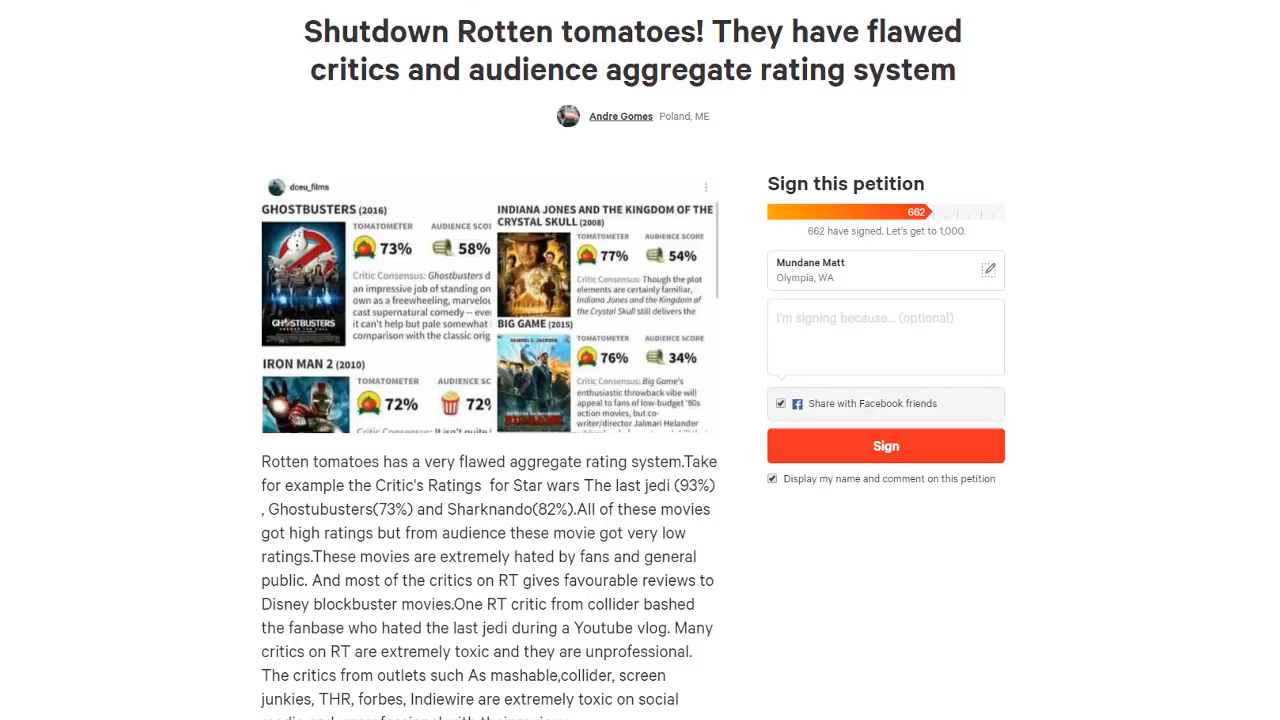 Shutdown Rotten tomatoes! They have flawed
critics and audience aggregate rating system
Andre Gomes Poland, ME
dceu_films
GHOSTBUSTERS (2016)
TOMATOMETER AUDIENCE SCO
73% 58%
Critic Consensus: Ghostbusters d
an impressive job of standing on
own as a freewheeling, marvelou
cast supernatural comedy -- eve
it can't help but pale somewhat
comparison with the classic orig
GHOSTBUSTERS
IRON MAN 2 (2010)
TOMATOMETER AUDIENCE SC
72% 72%
INDIANA JONES AND THE KINGDOM OF THE
CRYSTAL SKULL (2008)
TOMATOMETER AUDIENCE SCORE
77% 54%
Critic Consensus: Though the plot
elements are certainly familiar,
Indiana Jones and the Kingdom of
the Crystal Skull still delivers the
BIG GAME (2015)
TOMATOMETER AUDIENCE SCORE
76% 34%
Critic Consensus: Big Game's
enthusiastic throwback vibe will
appeal to fans of low-budget '80s
action movies, but co-
writer/director Jalmari Helander
SAMUEL L. JACKSON
Rotten tomatoes has a very flawed aggregate rating system.Take
for example the Critic's Ratings for Star wars The last jedi (93%)
, Ghostubusters(73%) and Sharknando(82%).All of these movies
got high ratings but from audience these movie got very low
ratings.These movies are extremely hated by fans and general
public. And most of the critics on RT gives favourable reviews to
Disney blockbuster movies.One RT critic from collider bashed
the fanbase who hated the last jedi during a Youtube vlog. Many
critics on RT are extremely toxic and they are unprofessional.
The critics from outlets such As mashable,collider, screen
junkies, THR, forbes, Indiewire are extremely toxic on social
Sign this petition
662
662 have signed. Let's get to 1,000.
Mundane Matt
Olympia, WA
I'm signing because... (optional)
Share with Facebook friends
Sign
Display my name and comment on this petition